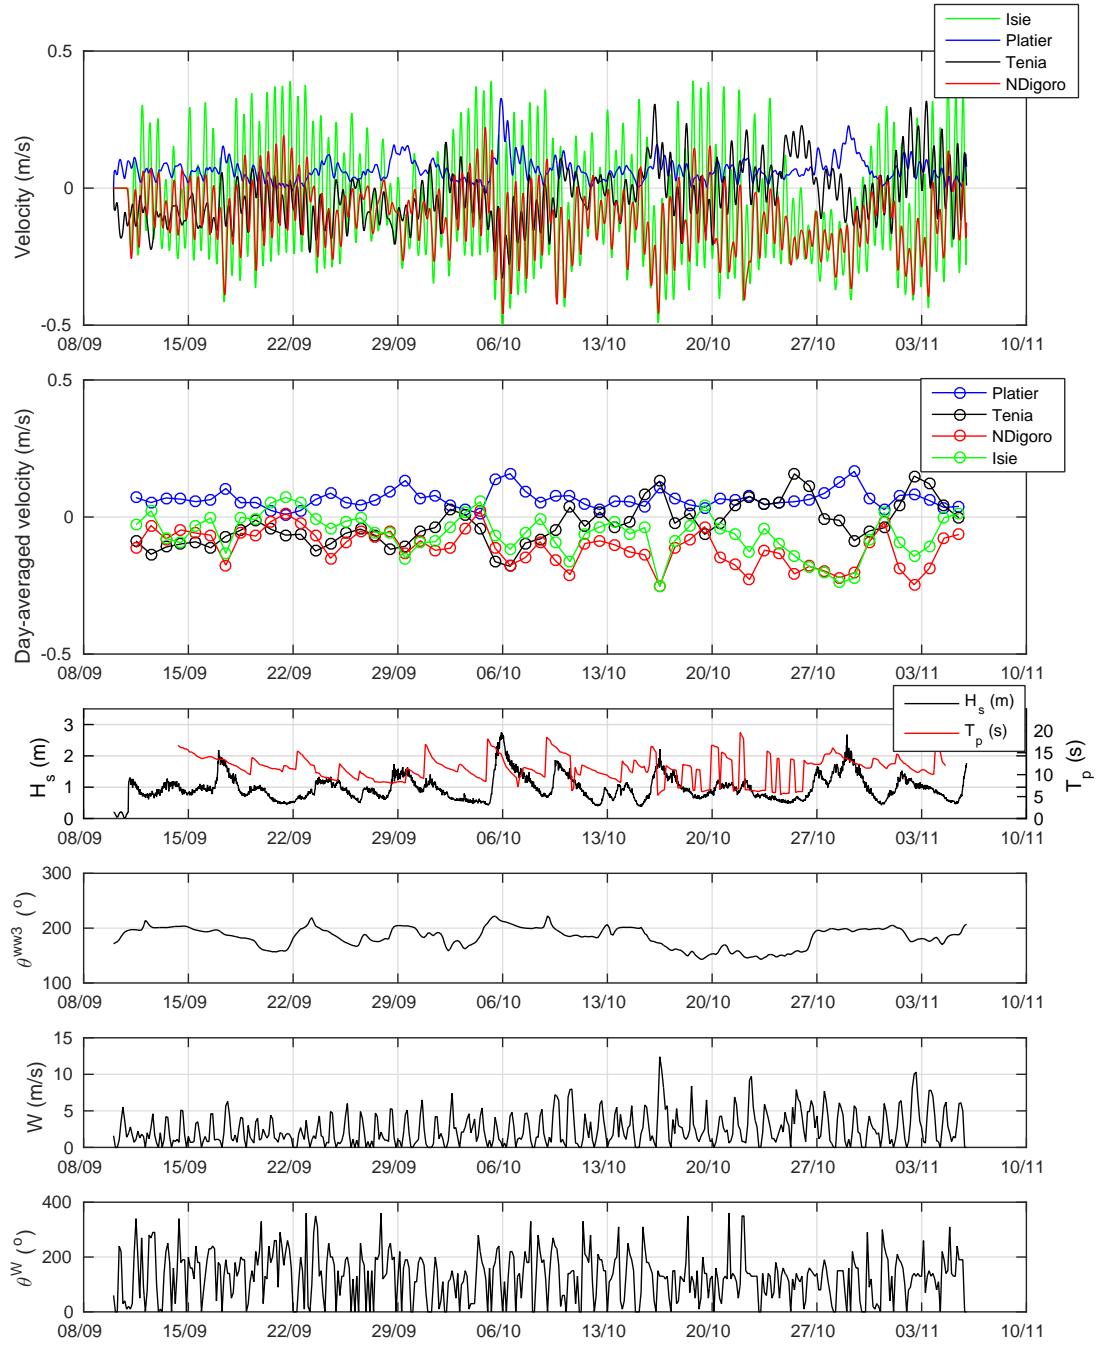 Isie
Platier
Tenia
NDigoro
0.5
0
-0.5
Velocity (m/s)
08/09 15/09 22/09 29/09 06/10 13/10 20/10 27/10 03/11 10/11
Platier
Tenia
NDigoro
Isie
0.5
0
-0.5
Day-averaged velocity (m/s)
08/09 15/09 22/09 29/09 06/10 13/10 20/10 27/10 03/11 10/11
H_s (m)
T_p (s)
3
2
1
0
H_s (m)
20
15
10
5
0
T_p (s)
08/09 15/09 22/09 29/09 06/10 13/10 20/10 27/10 03/11 10/11
300
200
100
θ^ww3 (°)
08/09 15/09 22/09 29/09 06/10 13/10 20/10 27/10 03/11 10/11
15
10
5
0
W (m/s)
08/09 15/09 22/09 29/09 06/10 13/10 20/10 27/10 03/11 10/11
400
200
0
θ^W (°)
08/09 15/09 22/09 29/09 06/10 13/10 20/10 27/10 03/11 10/11